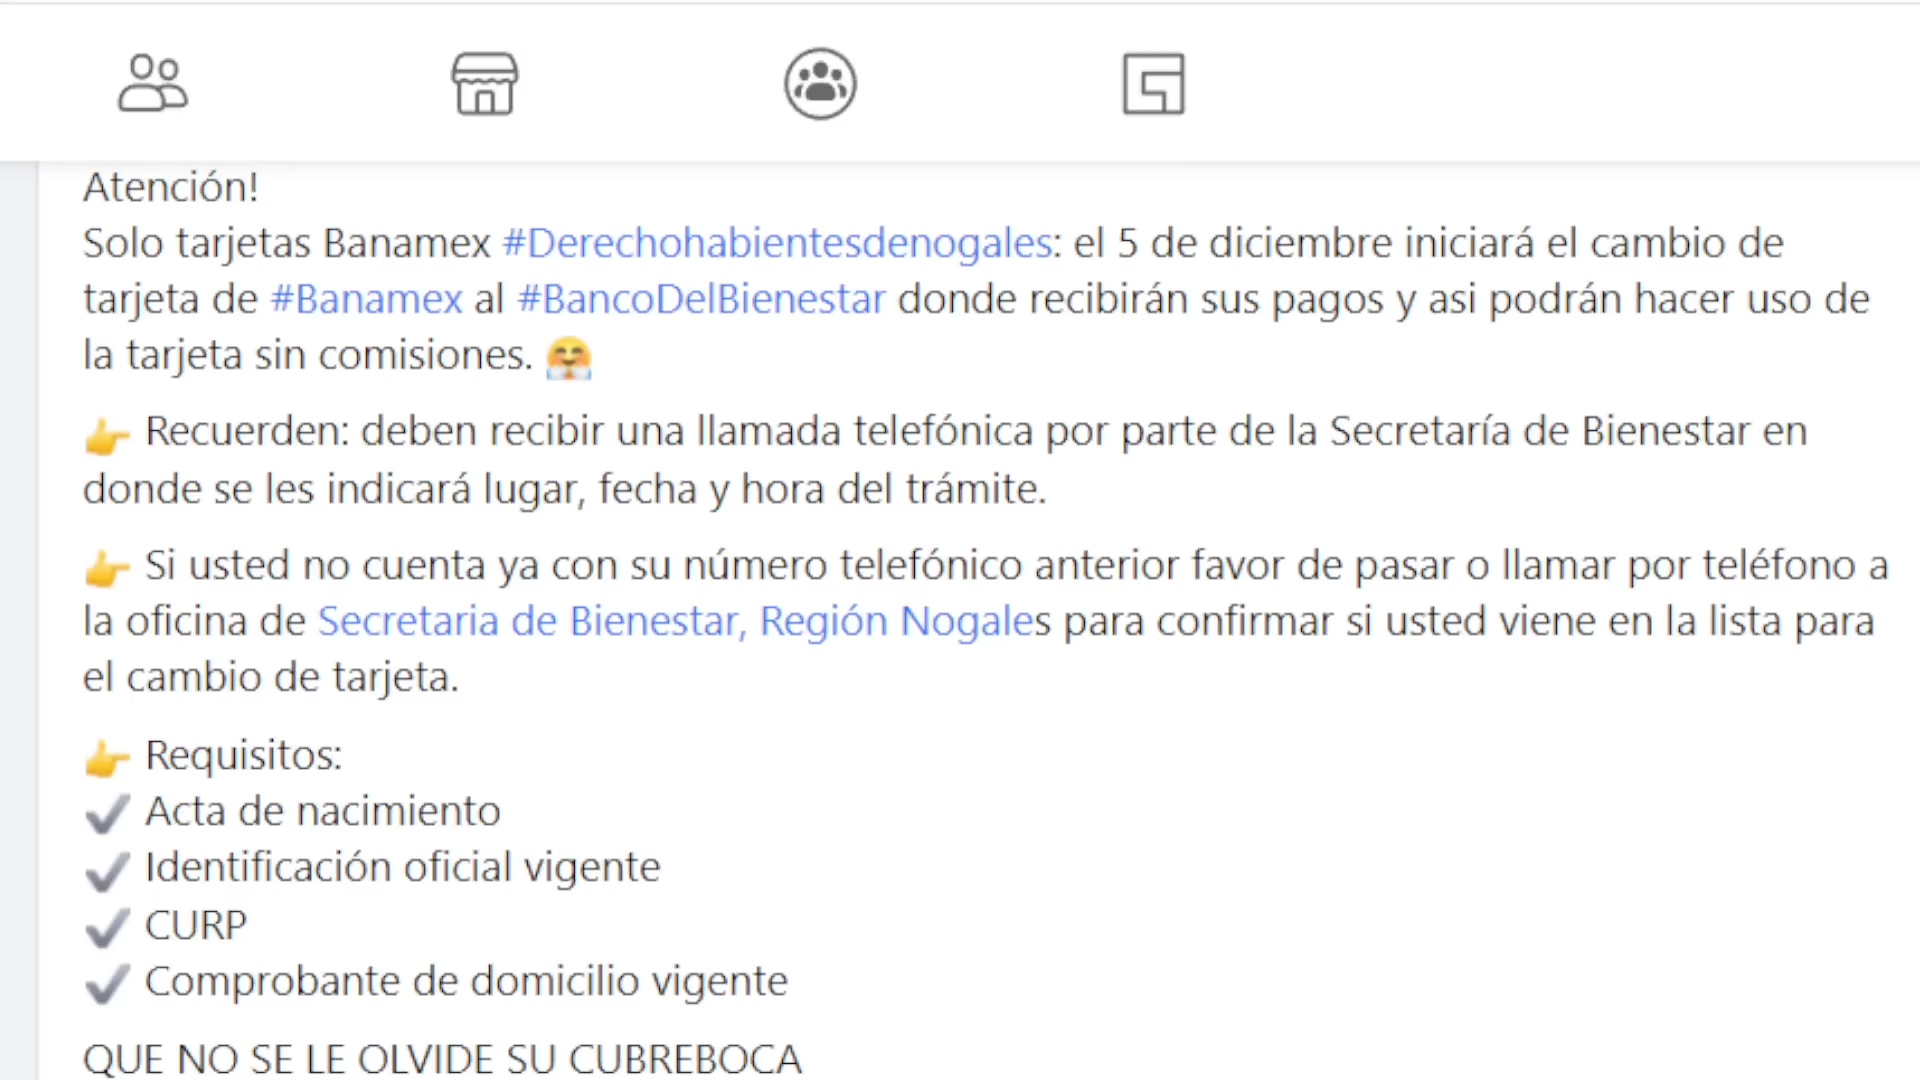 Atención!
Solo tarjetas Banamex #Derechohabientesdenogales: el 5 de diciembre iniciará el cambio de
tarjeta de #Banamex al #BancoDelBienestar donde recibirán sus pagos y asi podrán hacer uso de
la tarjeta sin comisiones. 🤗
👉 Recuerden: deben recibir una llamada telefónica por parte de la Secretaría de Bienestar en
donde se les indicará lugar, fecha y hora del trámite.
👉 Si usted no cuenta ya con su número telefónico anterior favor de pasar o llamar por teléfono a
la oficina de Secretaria de Bienestar, Región Nogales para confirmar si usted viene en la lista para
el cambio de tarjeta.
👉 Requisitos:
✔ Acta de nacimiento
✔ Identificación oficial vigente
✔ CURP
✔ Comprobante de domicilio vigente
QUE NO SE LE OLVIDE SU CUBREBOCA